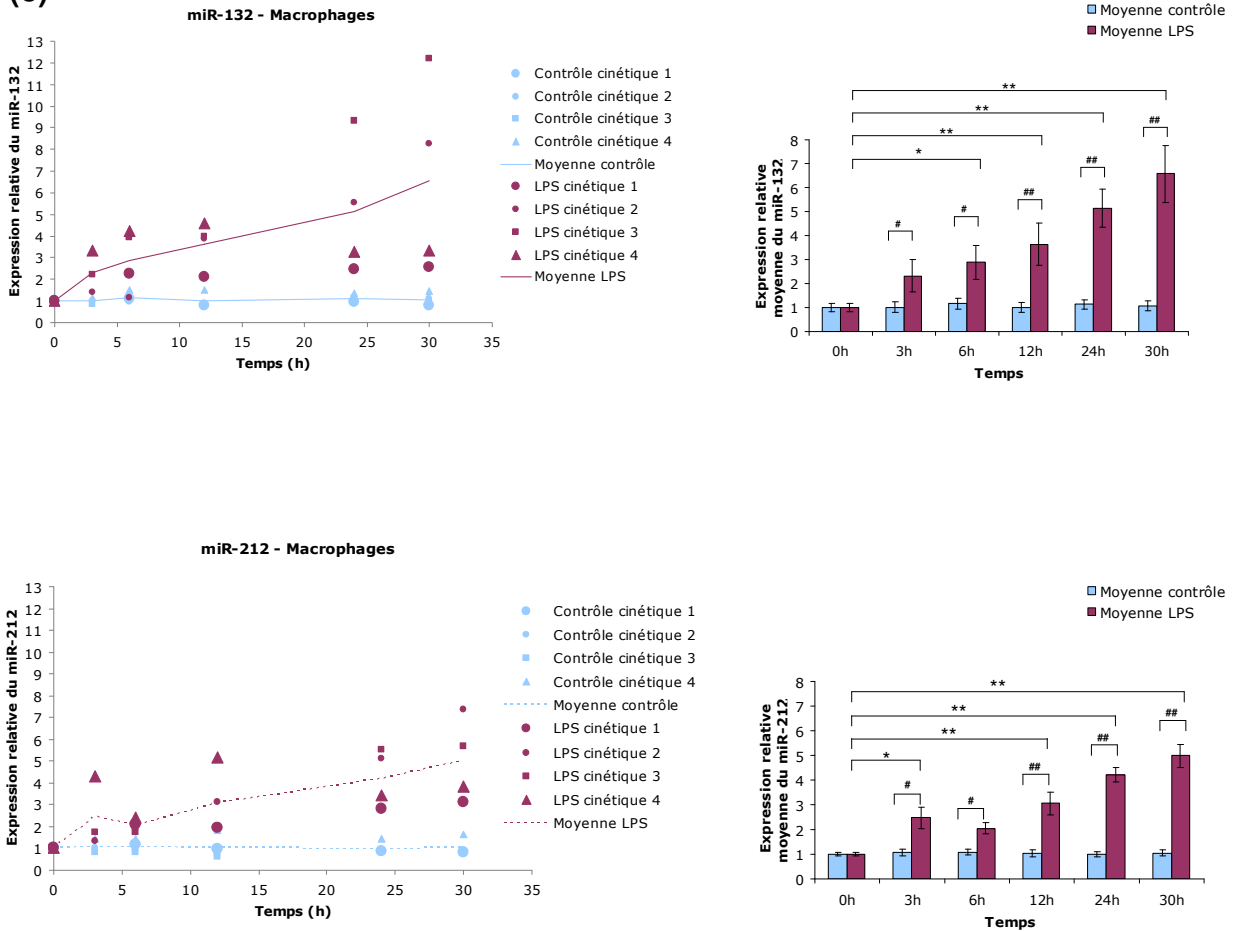 miR-132 - Macrophages
Expression relative du miR-132
13
12
11
10
9
8
7
6
5
4
3
2
1
0
0 5 10 15 20 25 30 35
Temps (h)
Contrôle cinétique 1
Contrôle cinétique 2
Contrôle cinétique 3
Contrôle cinétique 4
Moyenne contrôle
LPS cinétique 1
LPS cinétique 2
LPS cinétique 3
LPS cinétique 4
Moyenne LPS
Moyenne contrôle
Moyenne LPS
Expression relative
moyenne du miR-132
8
7
6
5
4
3
2
1
0
**
**
**
*
#
#
##
##
##
0h 3h 6h 12h 24h 30h
Temps
miR-212 - Macrophages
Expression relative du miR-212
13
12
11
10
9
8
7
6
5
4
3
2
1
0
0 5 10 15 20 25 30 35
Temps (h)
Contrôle cinétique 1
Contrôle cinétique 2
Contrôle cinétique 3
Contrôle cinétique 4
Moyenne contrôle
LPS cinétique 1
LPS cinétique 2
LPS cinétique 3
LPS cinétique 4
Moyenne LPS
Moyenne contrôle
Moyenne LPS
Expression relative
moyenne du miR-212
8
7
6
5
4
3
2
1
0
**
**
**
*
#
#
##
##
##
0h 3h 6h 12h 24h 30h
Temps